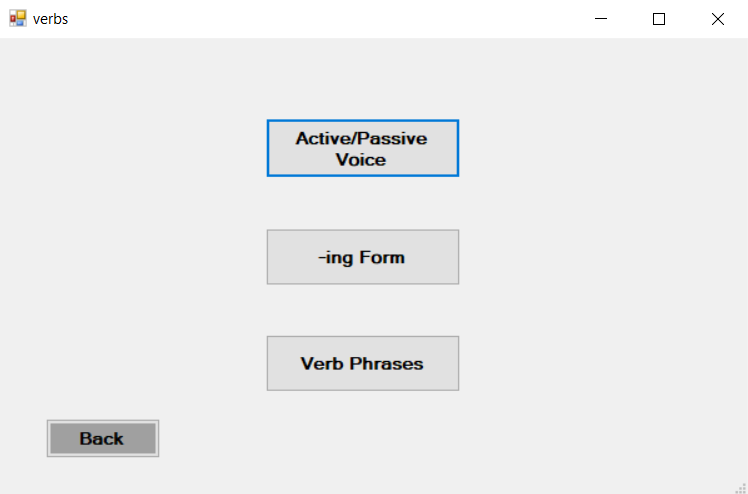 verbs
Active/Passive
Voice
-ing Form
Verb Phrases
Back